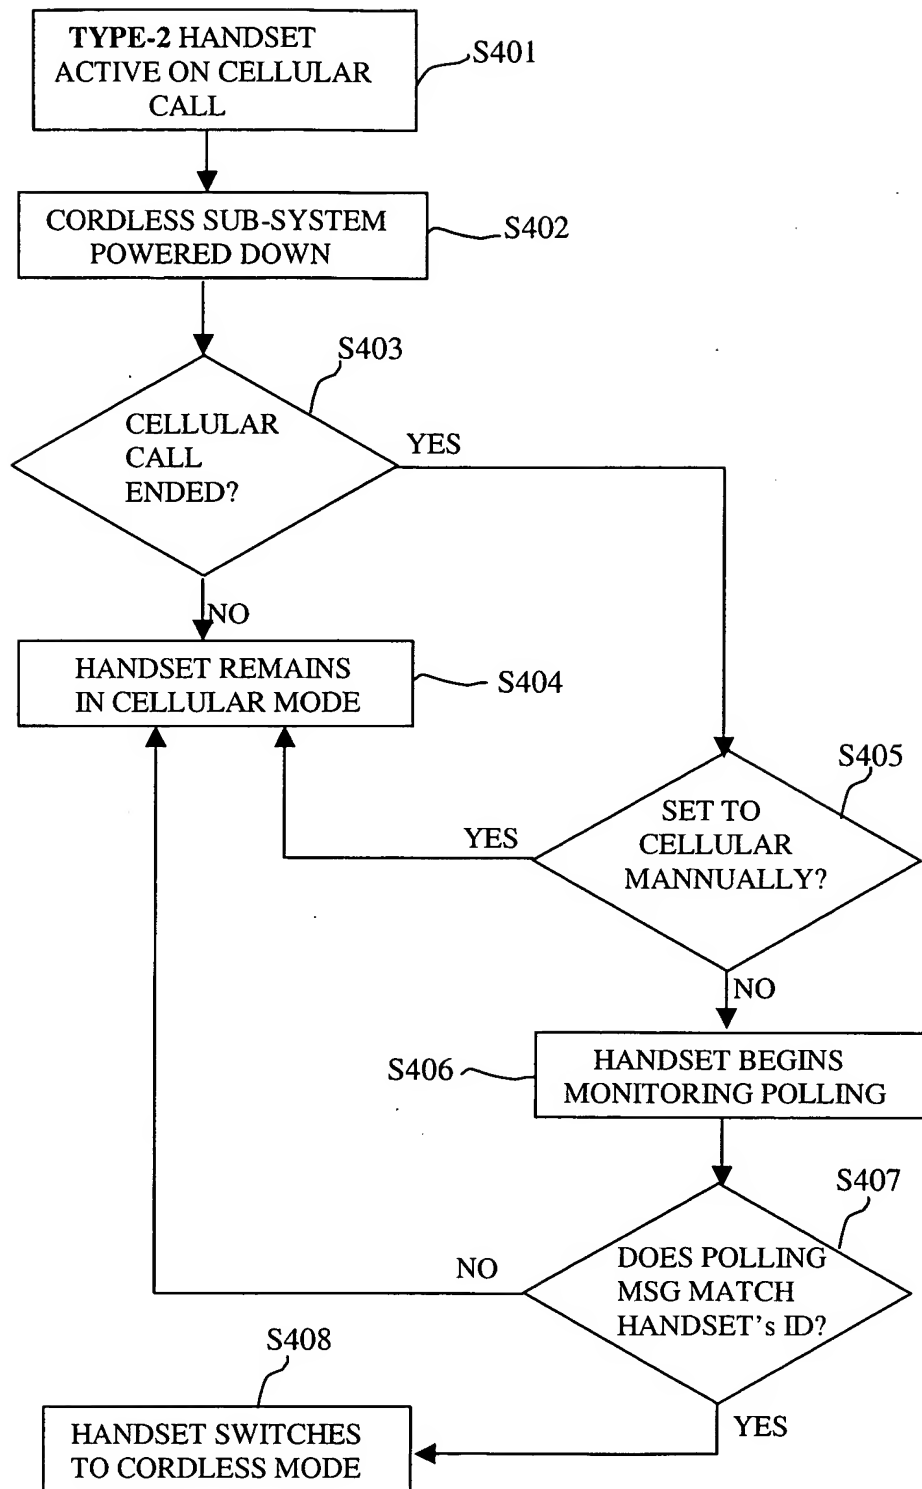 TYPE-2 HANDSET
ACTIVE ON CELLULAR
CALL
S401
CORDLESS SUB-SYSTEM
POWERED DOWN
S402
S403
CELLULAR
CALL
ENDED?
YES
NO
HANDSET REMAINS
IN CELLULAR MODE
S404
S405
SET TO
CELLULAR
MANNUALLY?
YES
NO
S406
HANDSET BEGINS
MONITORING POLLING
S407
DOES POLLING
MSG MATCH
HANDSET's ID?
NO
YES
S408
HANDSET SWITCHES
TO CORDLESS MODE